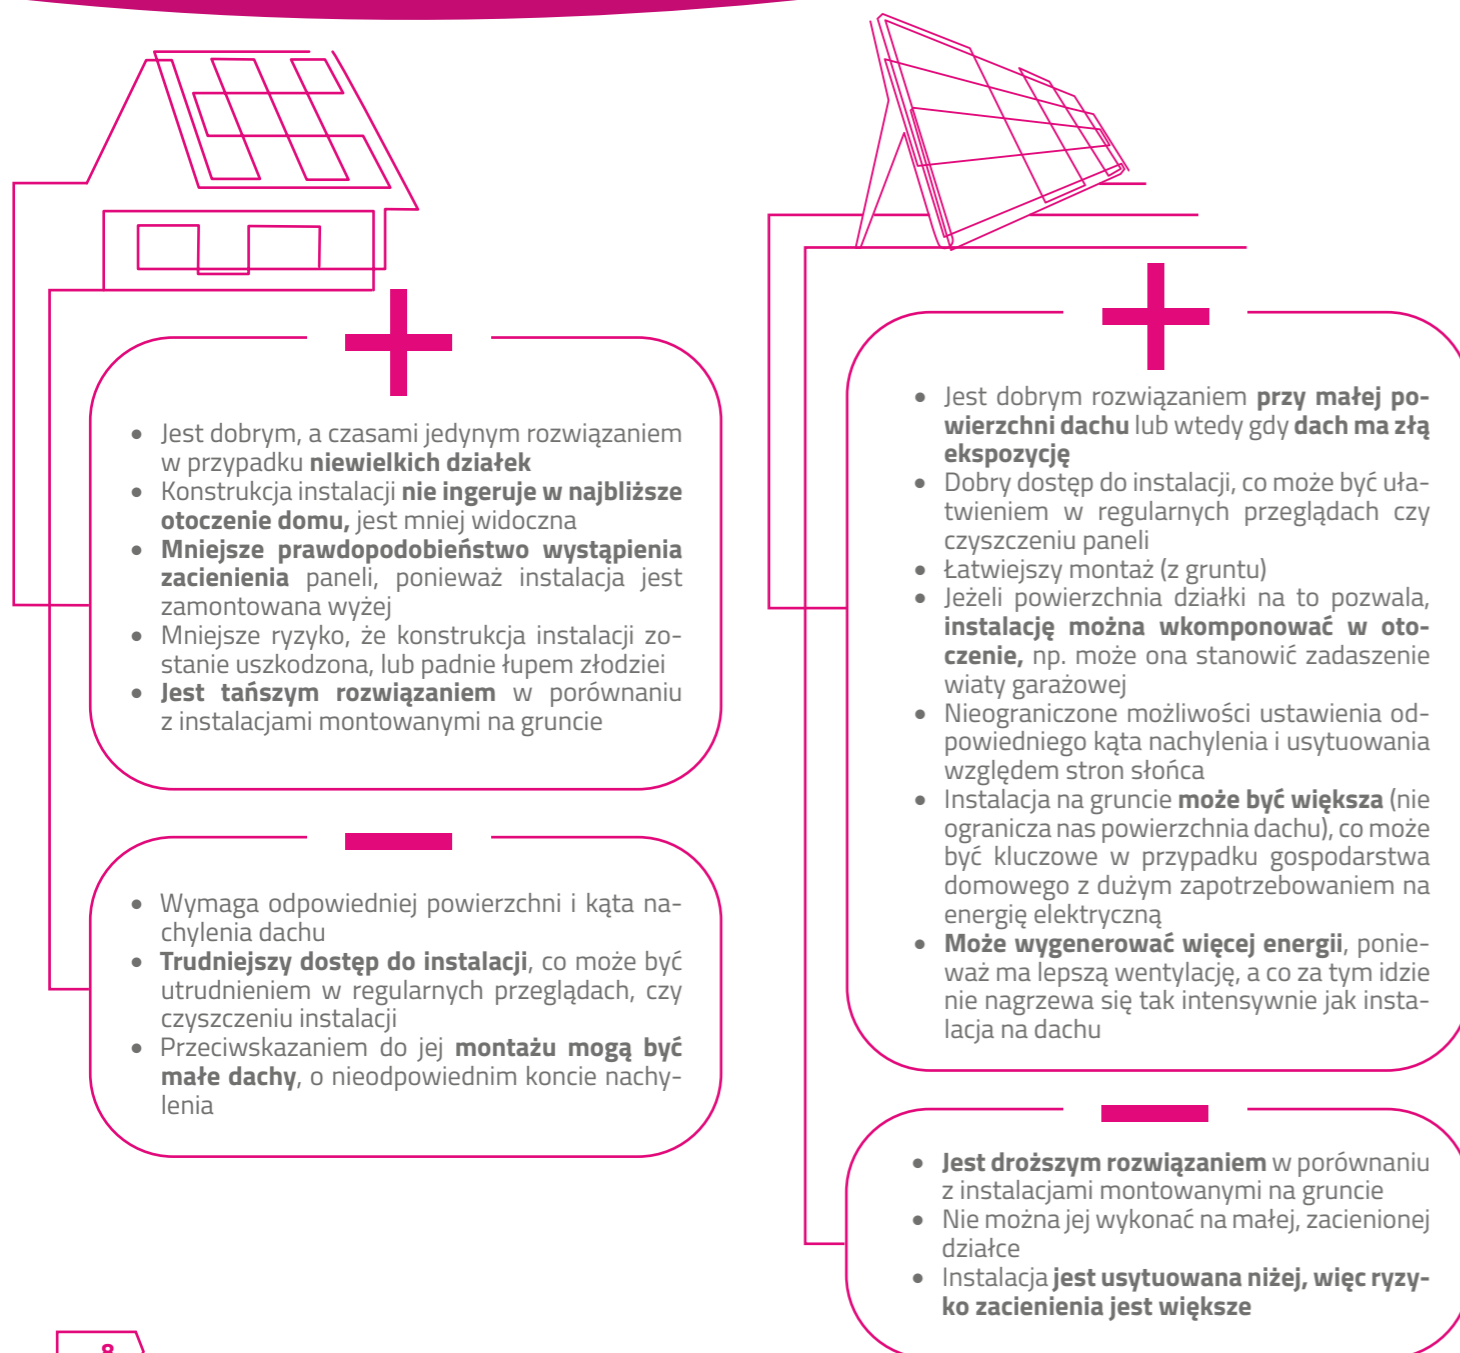 • Jest dobrym, a czasami jedynym rozwiązaniem
w przypadku niewielkich działek
• Konstrukcja instalacji nie ingeruje w najbliższe
otoczenie domu, jest mniej widoczna
• Mniejsze prawdopodobieństwo wystąpienia
zacienienia paneli, ponieważ instalacja jest
zamontowana wyżej
• Mniejsze ryzyko, że konstrukcja instalacji zo-
stanie uszkodzona, lub padnie łupem złodziei
• Jest tańszym rozwiązaniem w porównaniu
z instalacjami montowanymi na gruncie
• Wymaga odpowiedniej powierzchni i kąta na-
chylenia dachu
• Trudniejszy dostęp do instalacji, co może być
utrudnieniem w regularnych przeglądach, czy
czyszczeniu instalacji
• Przeciwskazaniem do jej montażu mogą być
małe dachy, o nieodpowiednim koncie nachy-
lenia
• Jest dobrym rozwiązaniem przy małej po-
wierzchni dachu lub wtedy gdy dach ma złą
ekspozycję
• Dobry dostęp do instalacji, co może być uła-
twieniem w regularnych przeglądach czy
czyszczeniu paneli
• Łatwiejszy montaż (z gruntu)
• Jeżeli powierzchnia działki na to pozwala,
instalację można wkomponować w oto-
czenie, np. może ona stanowić zadaszenie
wiaty garażowej
• Nieograniczone możliwości ustawienia od-
powiedniego kąta nachylenia i usytuowania
względem stron słońca
• Instalacja na gruncie może być większa (nie
ogranicza nas powierzchnia dachu), co może
być kluczowe w przypadku gospodarstwa
domowego z dużym zapotrzebowaniem na
energię elektryczną
• Może wygenerować więcej energii, ponie-
waż ma lepszą wentylację, a co za tym idzie
nie nagrzewa się tak intensywnie jak insta-
lacja na dachu
• Jest droższym rozwiązaniem w porównaniu
z instalacjami montowanymi na gruncie
• Nie można jej wykonać na małej, zacienionej
działce
• Instalacja jest usytuowana niżej, więc ryzy-
ko zacienienia jest większe
8